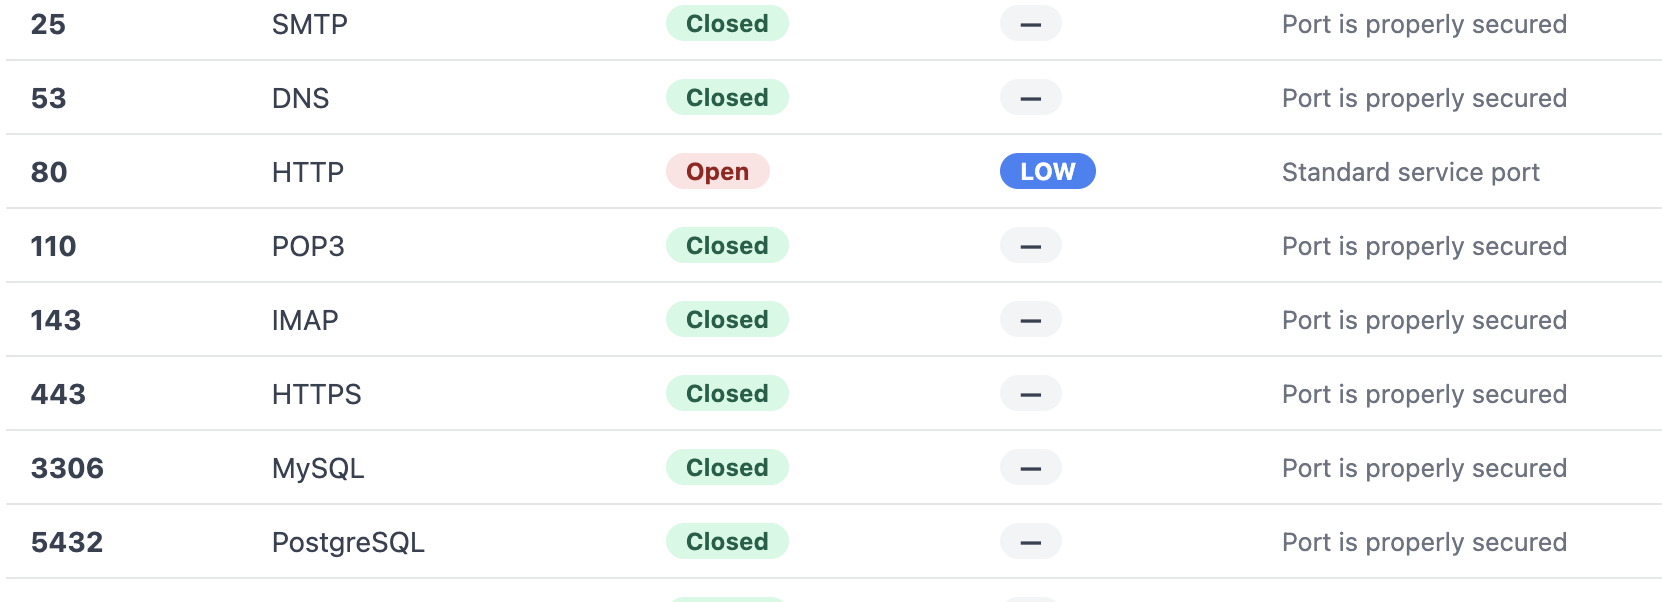 25 SMTP Closed — Port is properly secured
53 DNS Closed — Port is properly secured
80 HTTP Open LOW Standard service port
110 POP3 Closed — Port is properly secured
143 IMAP Closed — Port is properly secured
443 HTTPS Closed — Port is properly secured
3306 MySQL Closed — Port is properly secured
5432 PostgreSQL Closed — Port is properly secured